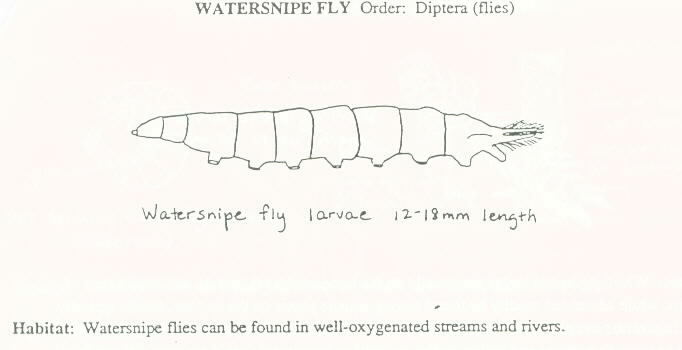 WATERSNIPE FLY Order: Diptera (flies)
Watersnipe fly larvae 12-18mm length
Habitat: Watersnipe flies can be found in well-oxygenated streams and rivers.